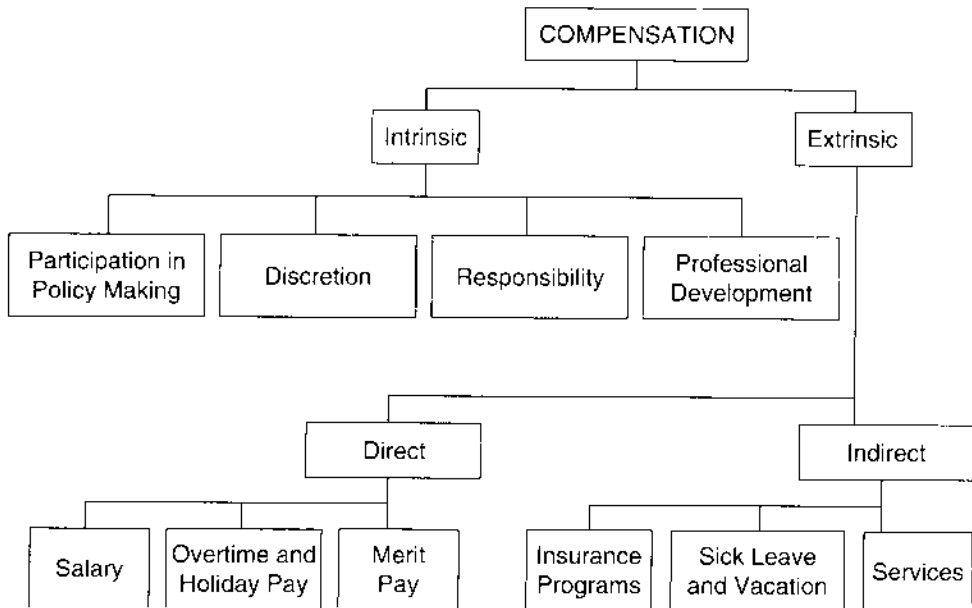 COMPENSATION
Intrinsic
Extrinsic
Participation in
Policy Making
Discretion
Responsibility
Professional
Development
Direct
Indirect
Salary
Overtime and
Holiday Pay
Merit
Pay
Insurance
Programs
Sick Leave
and Vacation
Services